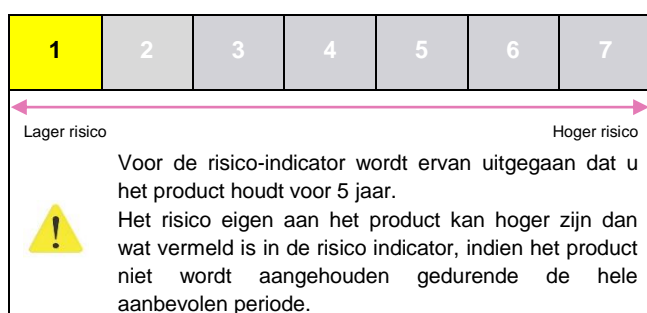 1 2 3 4 5 6 7
Lager risico Hoger risico
Voor de risico-indicator wordt ervan uitgegaan dat u
het product houdt voor 5 jaar.
Het risico eigen aan het product kan hoger zijn dan
wat vermeld is in de risico indicator, indien het product
niet wordt aangehouden gedurende de hele
aanbevolen periode.